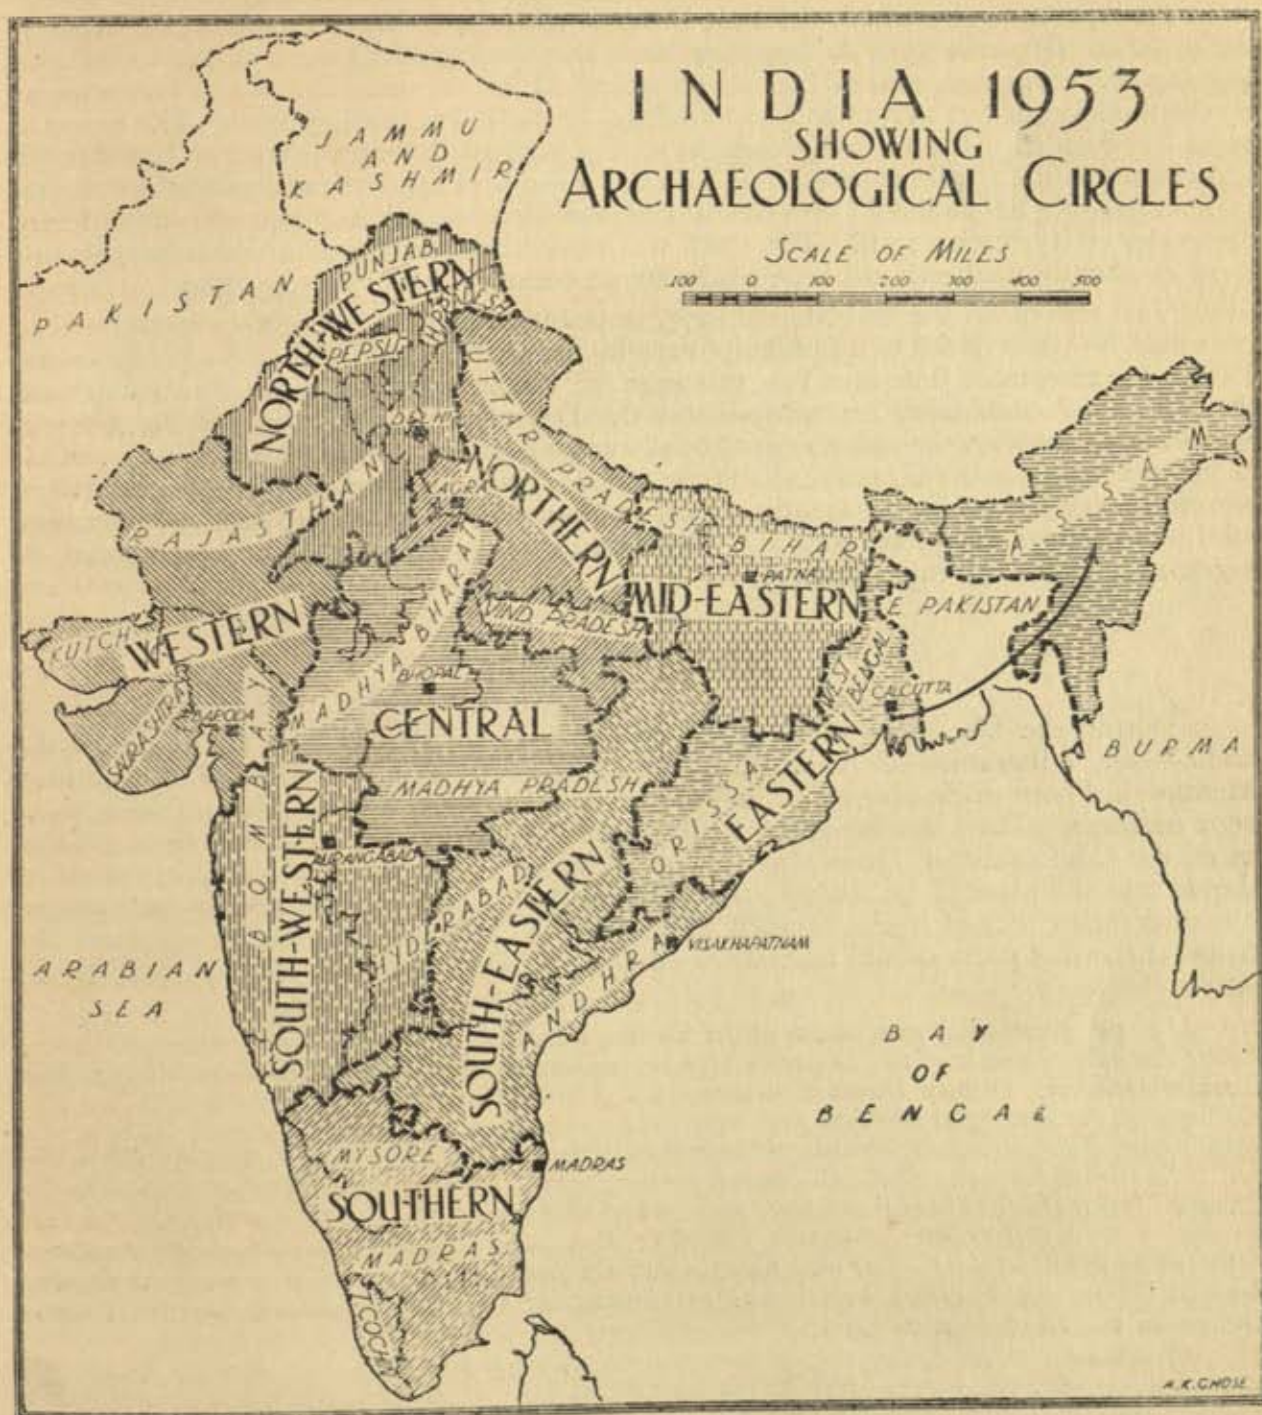 INDIA 1953
SHOWING
ARCHAEOLOGICAL CIRCLES
SCALE OF MILES
100 0 100 200 300 400 500
JAMMU
AND
KASHMIR
PAKISTAN
PUNJAB
NORTH-WESTERN
PEPSU
DELHI
UTTAR PRADESH
RAJASTHAN
AGRA
NORTHERN
ASSAM
BIHAR
PATNA
MID-EASTERN
E. PAKISTAN
KUTCH
WESTERN
MADHYA BHARAT
VIND. PRADESH
BHOPAL
WEST
BENGAL
CALCUTTA
SAURASHTRA
BARODA
BOMBAY
CENTRAL
MADHYA PRADESH
BURMA
ORISSA
EASTERN
AURANGABAD
SOUTH-WESTERN
HYDERABAD
SOUTH-EASTERN
ANDHRA
VISAKHAPATNAM
ARABIAN
SEA
BAY
OF
BENGAL
MYSORE
MADRAS
SOUTHERN
MADRAS
T. COCHIN
A.K.GHOSE